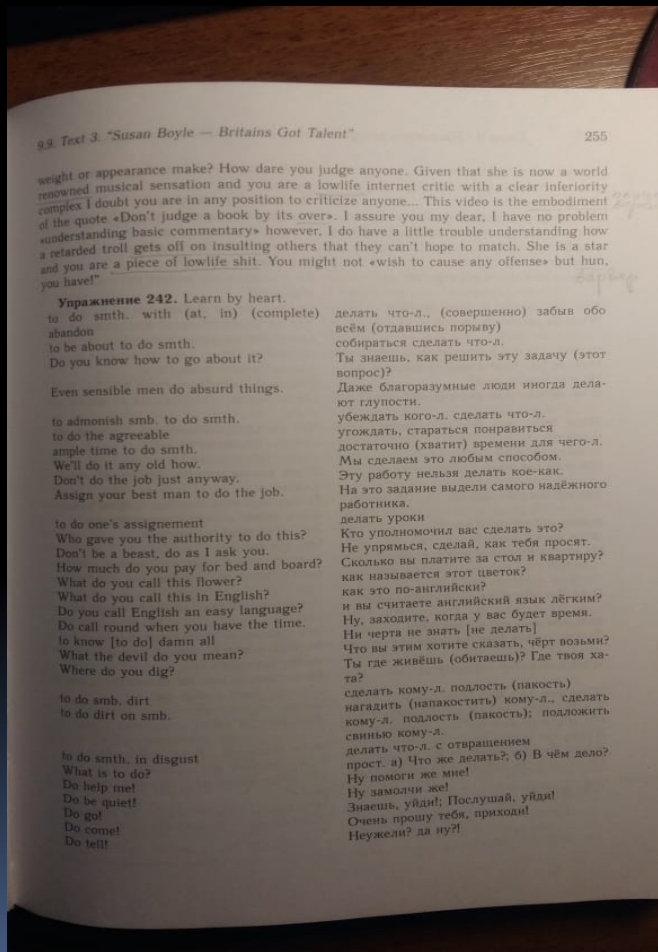 9.9. Text 3. "Susan Boyle — Britains Got Talent"
255
weight or appearance make? How dare you judge anyone. Given that she is now a world
renowned musical sensation and you are a lowlife internet critic with a clear inferiority
complex I doubt you are in any position to criticize anyone... This video is the embodiment
of the quote «Don't judge a book by its over». I assure you my dear, I have no problem
«understanding basic commentary» however, I do have a little trouble understanding how
a retarded troll gets off on insulting others that they can't hope to match. She is a star
and you are a piece of lowlife shit. You might not «wish to cause any offense» but hun,
you have!"
Упражнение 242. Learn by heart.
to do smth. with (at, in) (complete)
abandon
to be about to do smth.
Do you know how to go about it?
Even sensible men do absurd things.
to admonish smb. to do smth.
to do the agreeable
ample time to do smth.
We'll do it any old how.
Don't do the job just anyway.
Assign your best man to do the job.
to do one's assignement
Who gave you the authority to do this?
Don't be a beast, do as I ask you.
How much do you pay for bed and board?
What do you call this flower?
What do you call this in English?
Do you call English an easy language?
Do call round when you have the time.
to know [to do] damn all
What the devil do you mean?
Where do you dig?
to do smb. dirt
to do dirt on smb.
to do smth. in disgust
What is to do?
Do help me!
Do be quiet!
Do go!
Do come!
Do tell!
делать что-л., (совершенно) забыв обо
всём (отдавшись порыву)
собираться сделать что-л.
Ты знаешь, как решить эту задачу (этот
вопрос)?
Даже благоразумные люди иногда дела-
ют глупости.
убеждать кого-л. сделать что-л.
угождать, стараться понравиться
достаточно (хватит) времени для чего-л.
Мы сделаем это любым способом.
Эту работу нельзя делать кое-как.
На это задание выдели самого надёжного
работника.
делать уроки
Кто уполномочил вас сделать это?
Не упрямься, сделай, как тебя просят.
Сколько вы платите за стол и квартиру?
как называется этот цветок?
как это по-английски?
и вы считаете английский язык лёгким?
Ну, заходите, когда у вас будет время.
Ни черта не знать [не делать]
Что вы этим хотите сказать, чёрт возьми?
Ты где живёшь (обитаешь)? Где твоя ха-
та?
сделать кому-л. подлость (пакость)
нагадить (напакостить) кому-л., сделать
кому-л. подлость (пакость); подложить
свинью кому-л.
делать что-л. с отвращением
прост. а) Что же делать?; б) В чём дело?
Ну помоги же мне!
Ну замолчи же!
Знаешь, уйди!; Послушай, уйди!
Очень прошу тебя, приходи!
Неужели? да ну?!